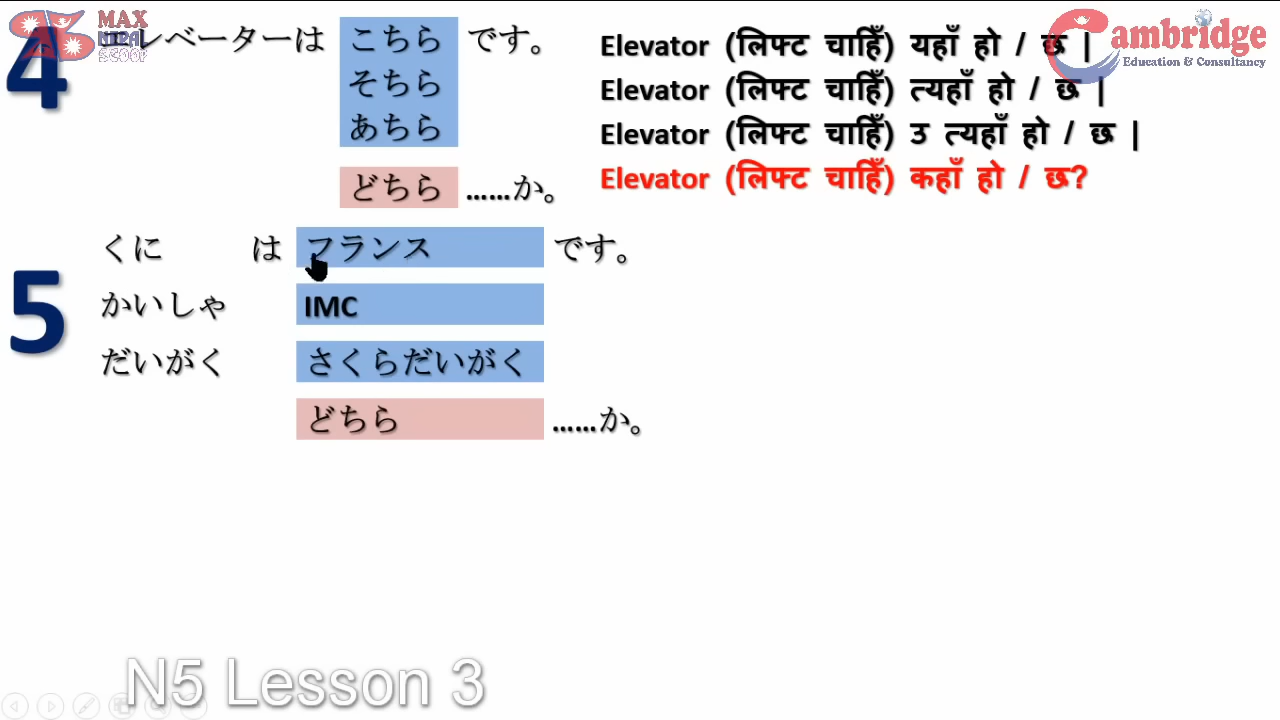 4
MAX
NEPAL
SCOOP
エレベーターは こちら です。
そちら
あちら
どちら ……か。
Elevator (लिफ्ट चाहिँ) यहाँ हो / छ |
Elevator (लिफ्ट चाहिँ) त्यहाँ हो / छ |
Elevator (लिफ्ट चाहिँ) उ त्यहाँ हो / छ |
Elevator (लिफ्ट चाहिँ) कहाँ हो / छ?
Cambridge
Education & Consultancy
5
くに は フランス です。
かいしゃ IMC
だいがく さくらだいがく
どちら ……か。
N5 Lesson 3